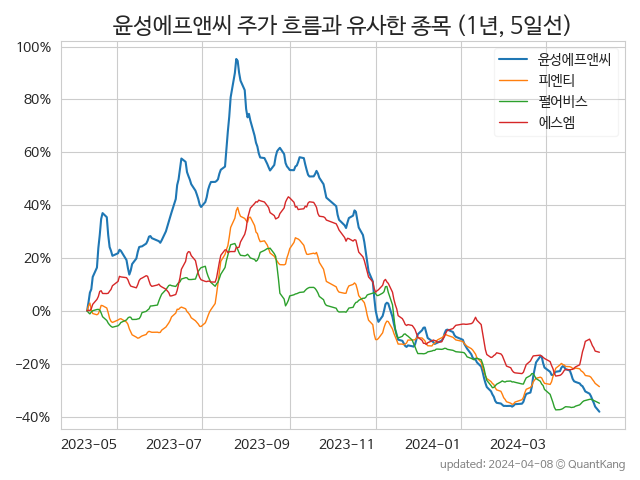 윤성에프앤씨 주가 흐름과 유사한 종목 (1년, 5일선)
윤성에프앤씨
피엔티
펄어비스
에스엠
100%
80%
60%
40%
20%
0%
−20%
−40%
2023-05
2023-07
2023-09
2023-11
2024-01
2024-03
updated: 2024-04-08 @ QuantKang